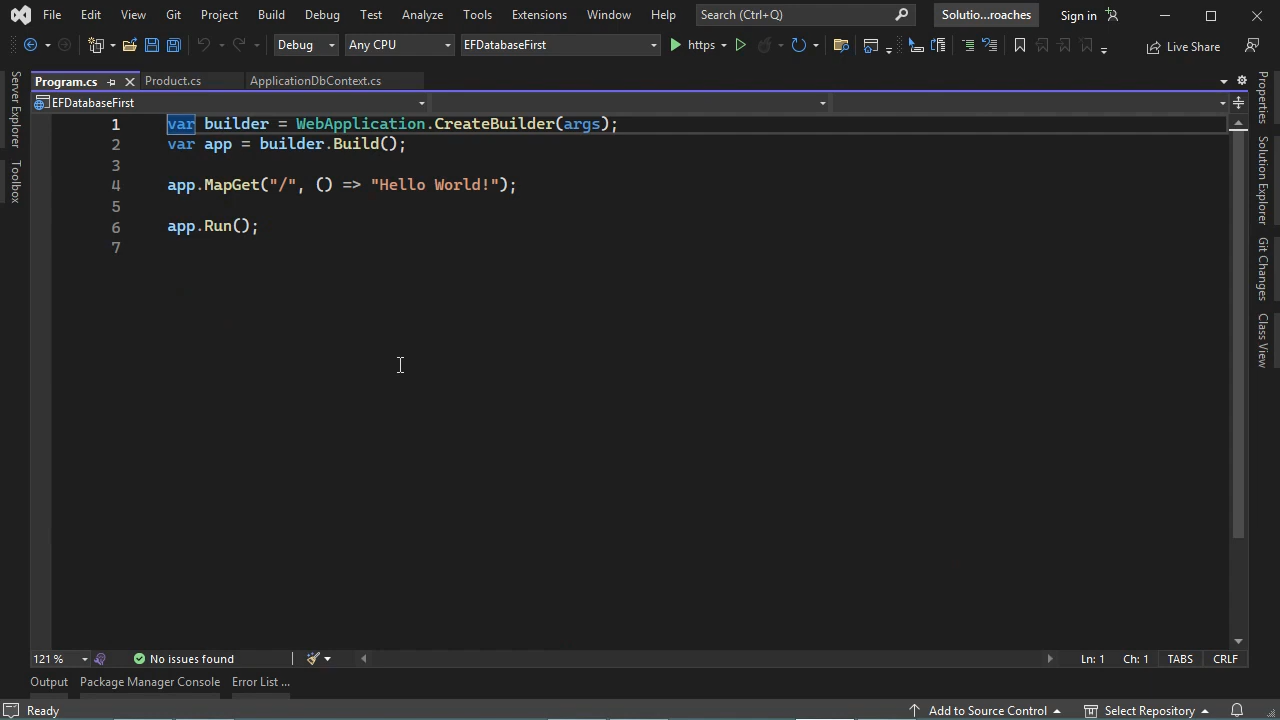 File Edit View Git Project Build Debug Test Analyze Tools Extensions Window Help Search (Ctrl+Q) Solutio...roaches Sign in
Debug Any CPU EFDatabaseFirst https Live Share
Program.cs Product.cs ApplicationDbContext.cs
EFDatabaseFirst
Server Explorer
Toolbox
1 var builder = WebApplication.CreateBuilder(args);
2 var app = builder.Build();
3
4 app.MapGet("/", () => "Hello World!");
5
6 app.Run();
7
Properties
Solution Explorer
Git Changes
Class View
121 % No issues found Ln: 1 Ch: 1 TABS CRLF
Output Package Manager Console Error List ...
Ready Add to Source Control Select Repository